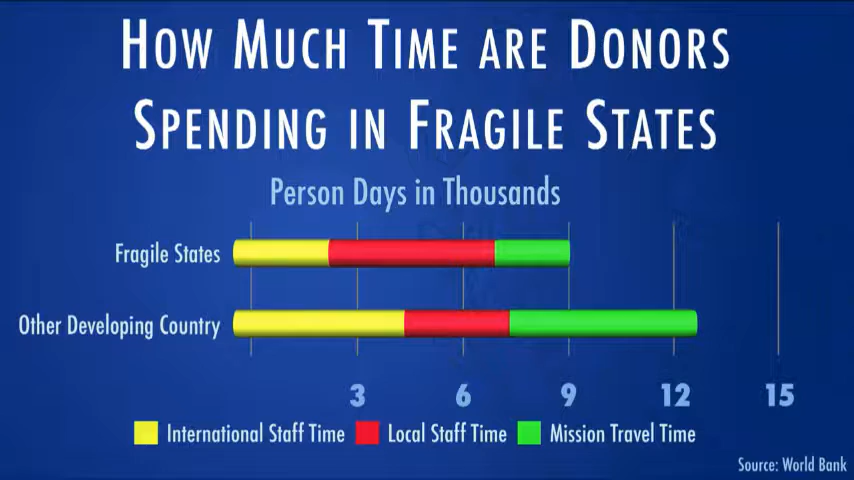 HOW MUCH TIME ARE DONORS
SPENDING IN FRAGILE STATES
Person Days in Thousands
Fragile States
Other Developing Country
3 6 9 12 15
International Staff Time Local Staff Time Mission Travel Time
Source: World Bank